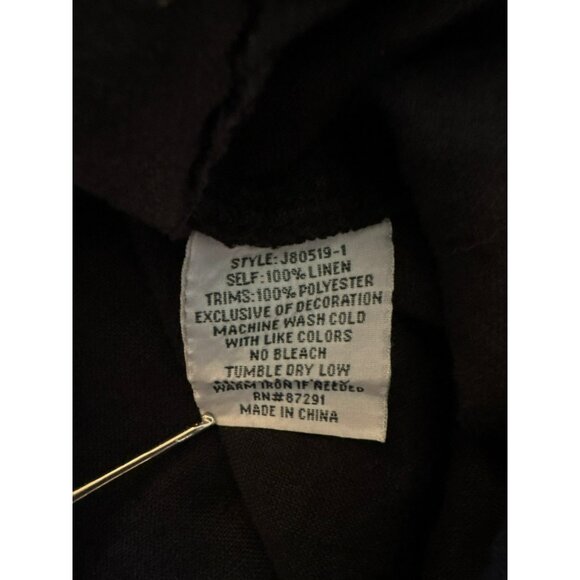 STYLE: J80519-1
SELF: 100% LINEN
TRIMS: 100% POLYESTER
EXCLUSIVE OF DECORATION
MACHINE WASH COLD
WITH LIKE COLORS
NO BLEACH
TUMBLE DRY LOW
WARM IRON IF NEEDED
RN#87291
MADE IN CHINA